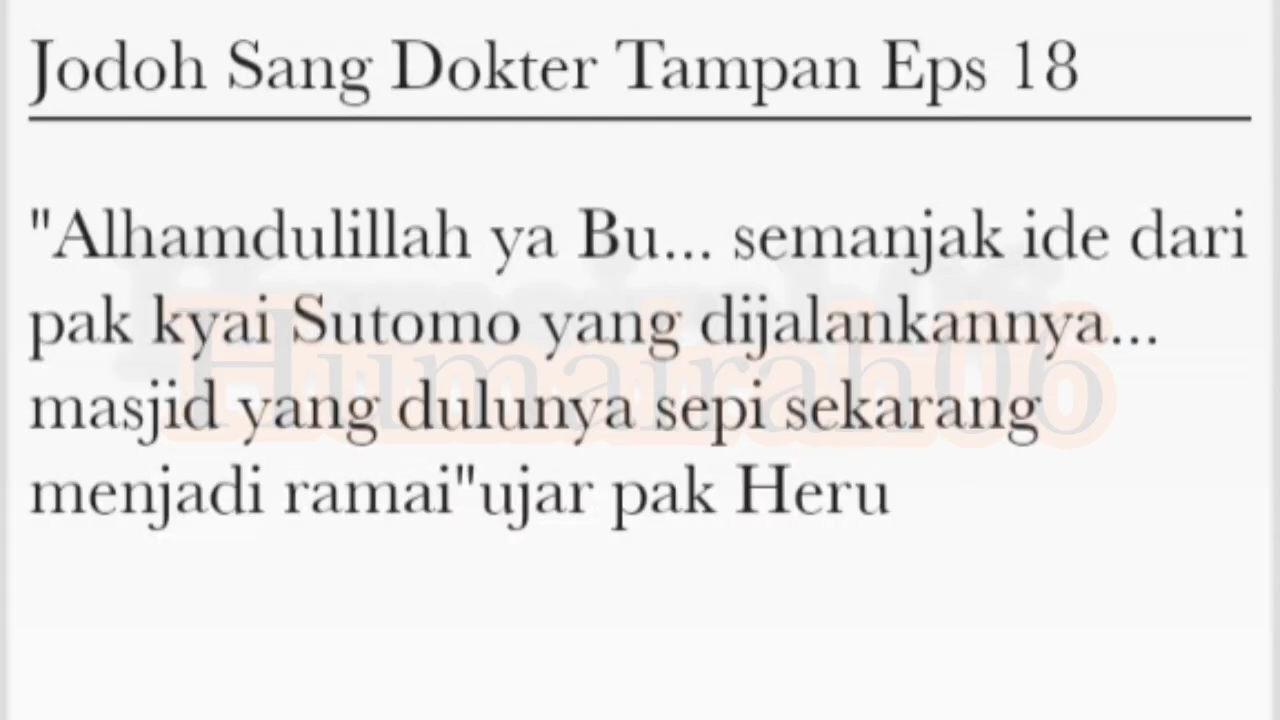 Jodoh Sang Dokter Tampan Eps 18
"Alhamdulillah ya Bu... semanjak ide dari
pak kyai Sutomo yang dijalankannya...
masjid yang dulunya sepi sekarang
menjadi ramai"ujar pak Heru
Humairah06